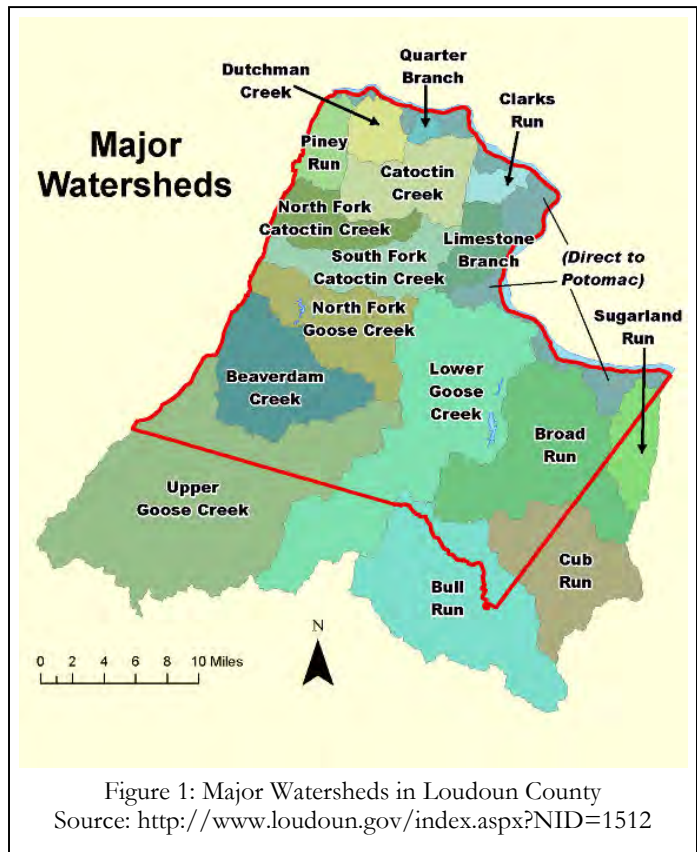 Major
Watersheds
Dutchman
Creek
Quarter
Branch
Clarks
Run
Piney
Run
Catoctin
Creek
North Fork
Catoctin Creek
South Fork
Catoctin Creek
Limestone
Branch
(Direct to
Potomac)
North Fork
Goose Creek
Sugarland
Run
Beaverdam
Creek
Lower
Goose
Creek
Broad
Run
Upper
Goose Creek
Bull
Run
Cub
Run
N
0 2 4 6 8 10 Miles
Figure 1: Major Watersheds in Loudoun County
Source: http://www.loudoun.gov/index.aspx?NID=1512